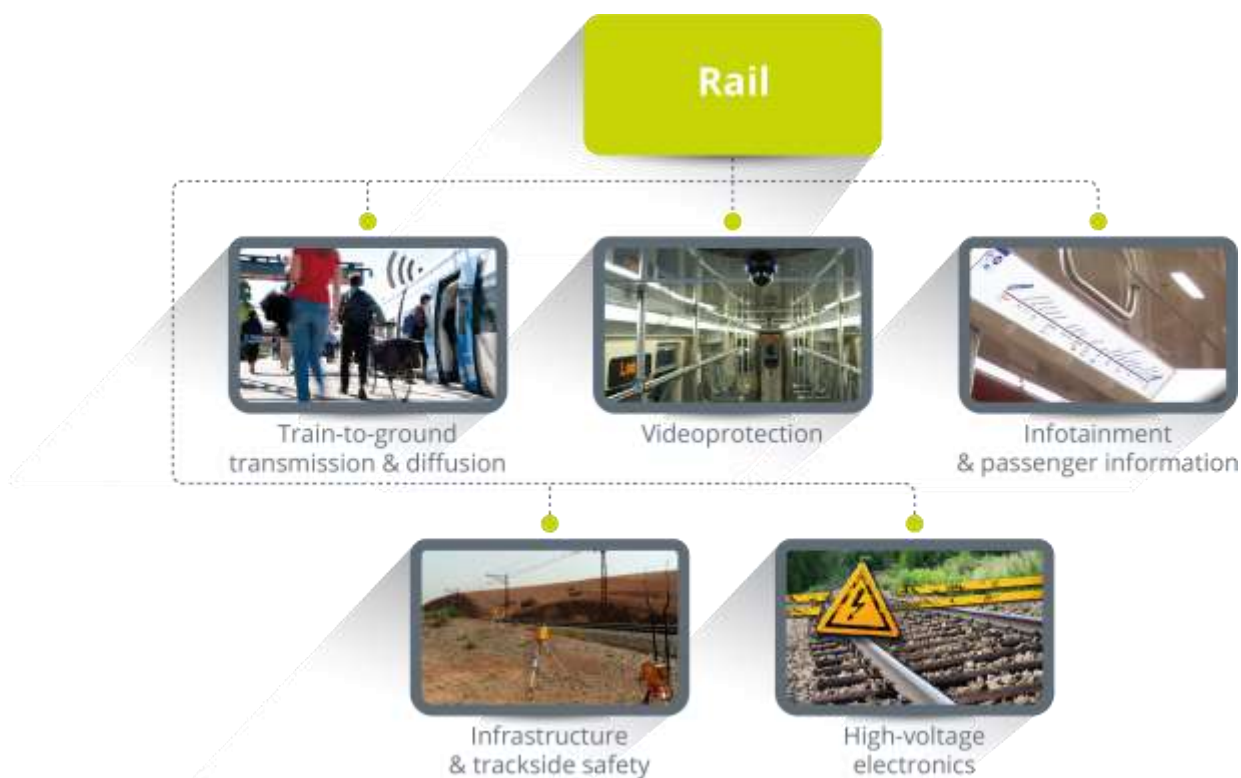 Rail
Train-to-ground
transmission & diffusion
Videoprotection
Infotainment
& passenger information
Infrastructure
& trackside safety
High-voltage
electronics